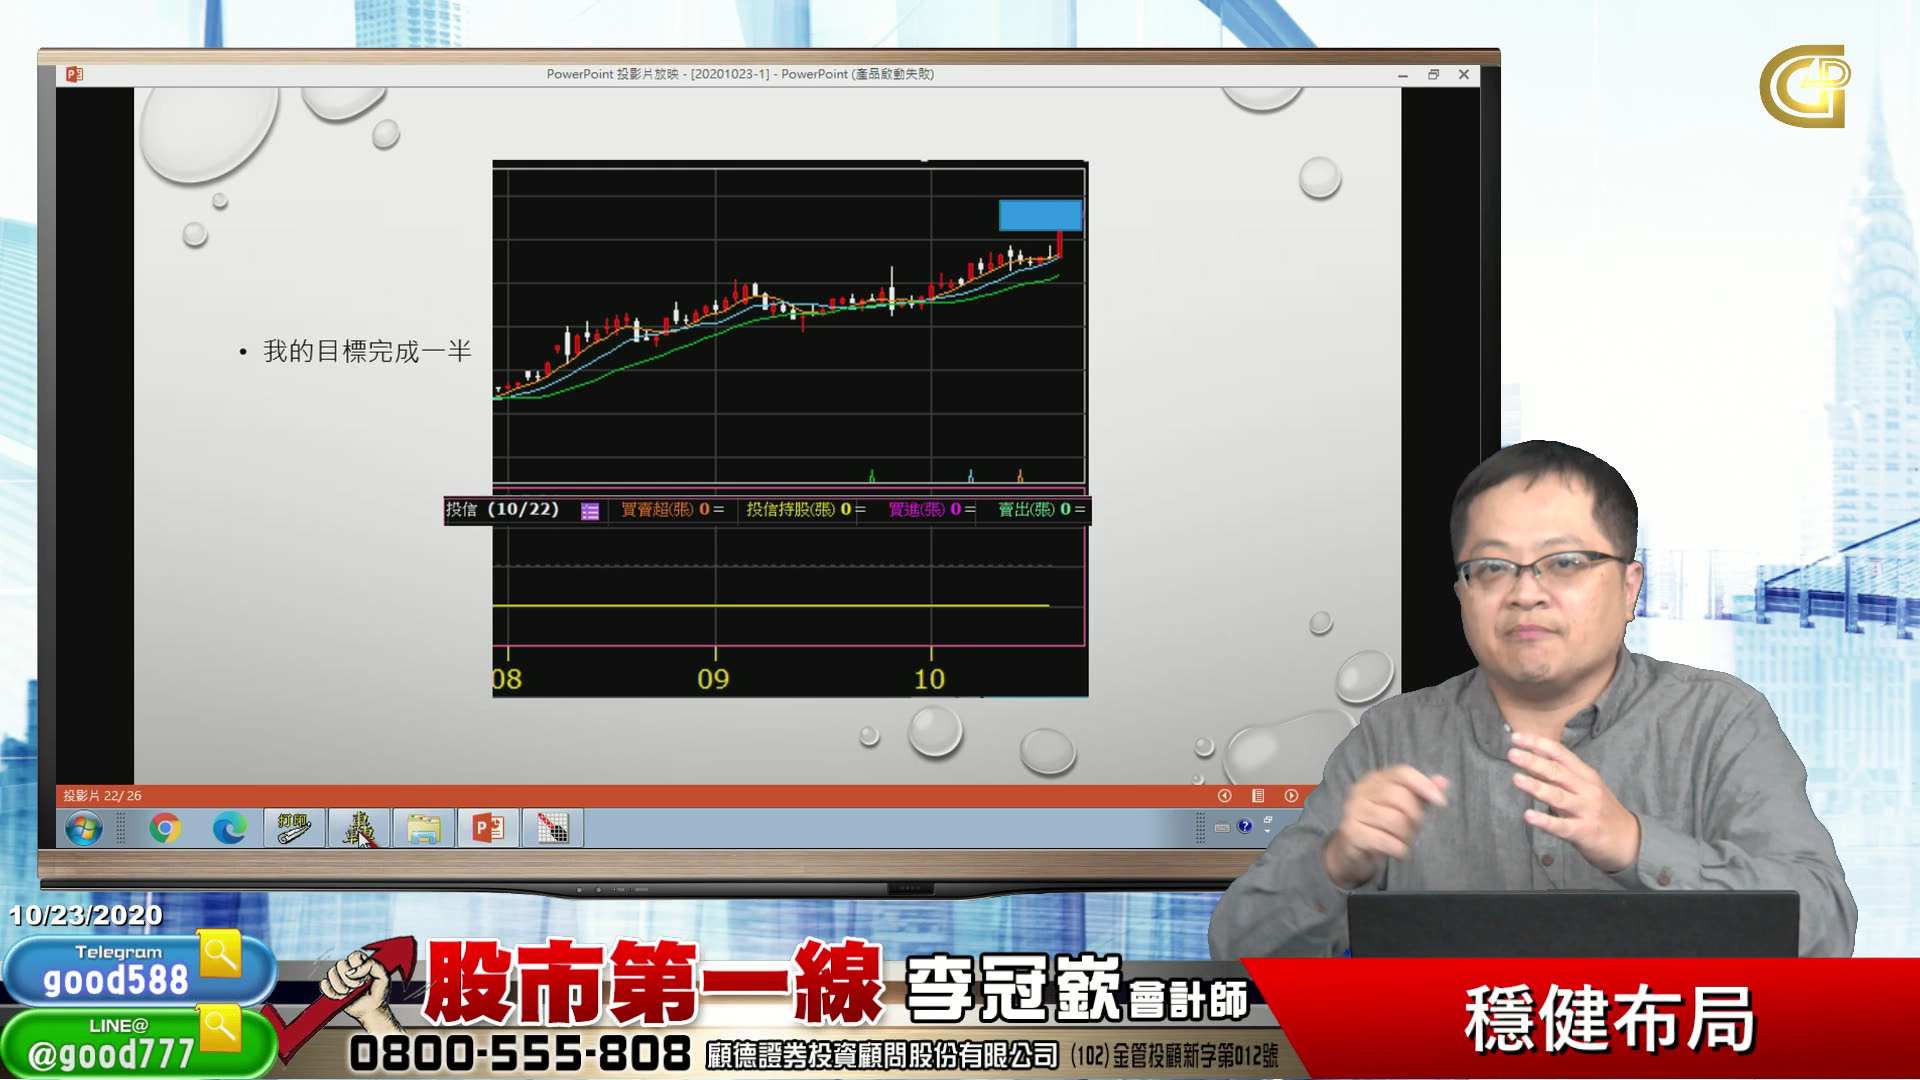 PowerPoint 投影片放映 - [20201023-1] - PowerPoint (產品啟動失敗)
• 我的目標完成一半
投信 (10/22) 買賣超(張) 0 = 投信持股(張) 0 = 買進(張) 0 = 賣出(張) 0 =
08 09 10
投影片 22/ 26
打印
10/23/2020
Telegram
good588
LINE@
@good777
股市第一線 李冠嶔 會計師
0800-555-808 顧德證券投資顧問股份有限公司 (102)金管投顧新字第012號
穩健布局